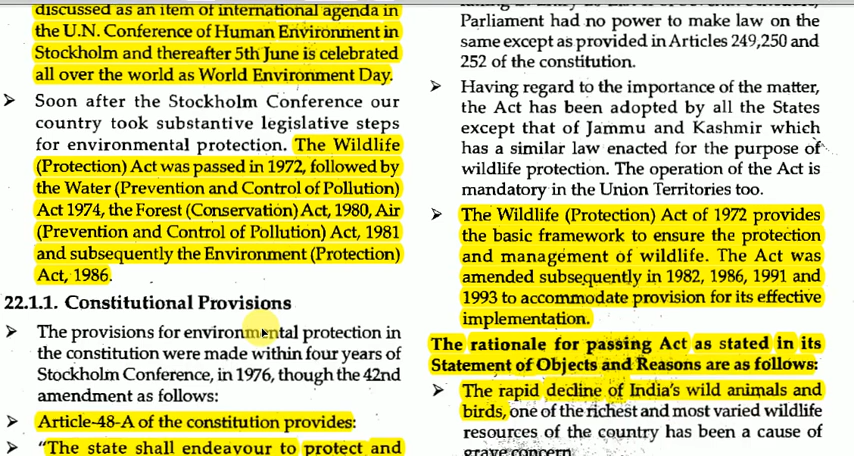 discussed as an item of international agenda in
the U.N. Conference of Human Environment in
Stockholm and thereafter 5th June is celebrated
all over the world as World Environment Day.
➢ Soon after the Stockholm Conference our
country took substantive legislative steps
for environmental protection. The Wildlife
(Protection) Act was passed in 1972, followed by
the Water (Prevention and Control of Pollution)
Act 1974, the Forest (Conservation) Act, 1980, Air
(Prevention and Control of Pollution) Act, 1981
and subsequently the Environment (Protection)
Act, 1986.
22.1.1. Constitutional Provisions
➢ The provisions for environmental protection in
the constitution were made within four years of
Stockholm Conference, in 1976, though the 42nd
amendment as follows:
➢ Article-48-A of the constitution provides:
➢ "The state shall endeavour to protect and
Parliament had no power to make law on the
same except as provided in Articles 249,250 and
252 of the constitution.
➢ Having regard to the importance of the matter,
the Act has been adopted by all the States
except that of Jammu and Kashmir which
has a similar law enacted for the purpose of
wildlife protection. The operation of the Act is
mandatory in the Union Territories too.
➢ The Wildlife (Protection) Act of 1972 provides
the basic framework to ensure the protection
and management of wildlife. The Act was
amended subsequently in 1982, 1986, 1991 and
1993 to accommodate provision for its effective
implementation.
The rationale for passing Act as stated in its
Statement of Objects and Reasons are as follows:
➢ The rapid decline of India's wild animals and
birds, one of the richest and most varied wildlife
resources of the country has been a cause of
grave concern.